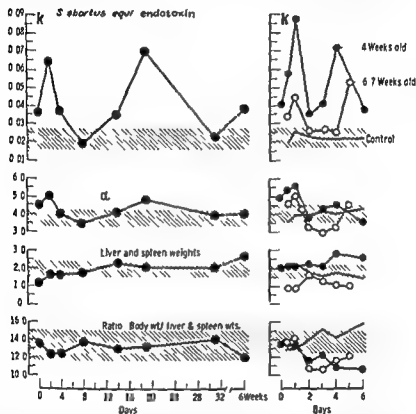 k
S abortus equi endotoxin
0 09
0 08
0 07
0 06
0 05
0 04
0 03
0 02
0 01
k
4 Weeks old
6 7 Weeks old
Control
5.0
α
4.0
3.0
3.0
Liver and spleen weights
2.0
1.0
0
16.0
Ratio Body wt/ liver & spleen wts.
14.0
13.0
12.0
0 4 8 12 16 20 28 32 6 Weeks
Days
0 2 4 6
Days